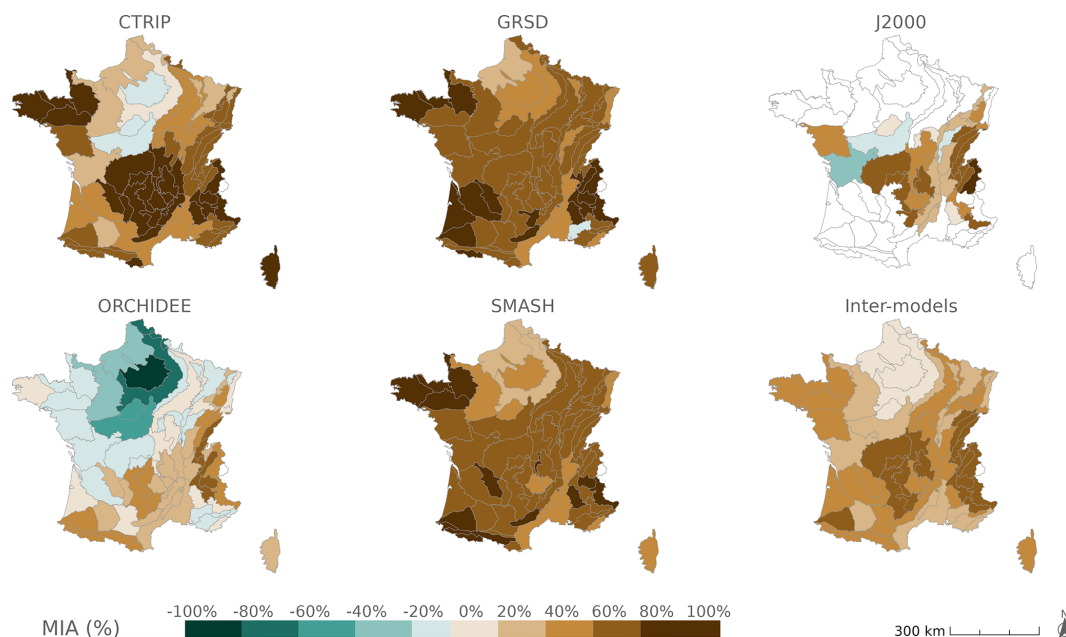 CTRIP GRSD J2000
ORCHIDEE SMASH Inter-models
-100% -80% -60% -40% -20% 0% 20% 40% 60% 80% 100%
MIA (%)
300 km
N